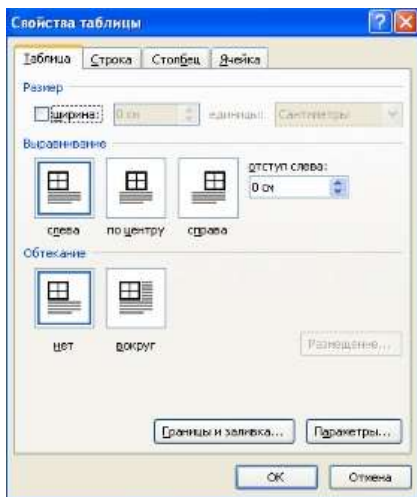 Свойства таблицы
Таблица Строка Столбец Ячейка
Размер
ширина: 0 см единицы: Сантиметры
Выравнивание
отступ слева:
0 см
слева по центру справа
Обтекание
нет вокруг
Размещение...
Границы и заливка... Параметры...
ОК Отмена